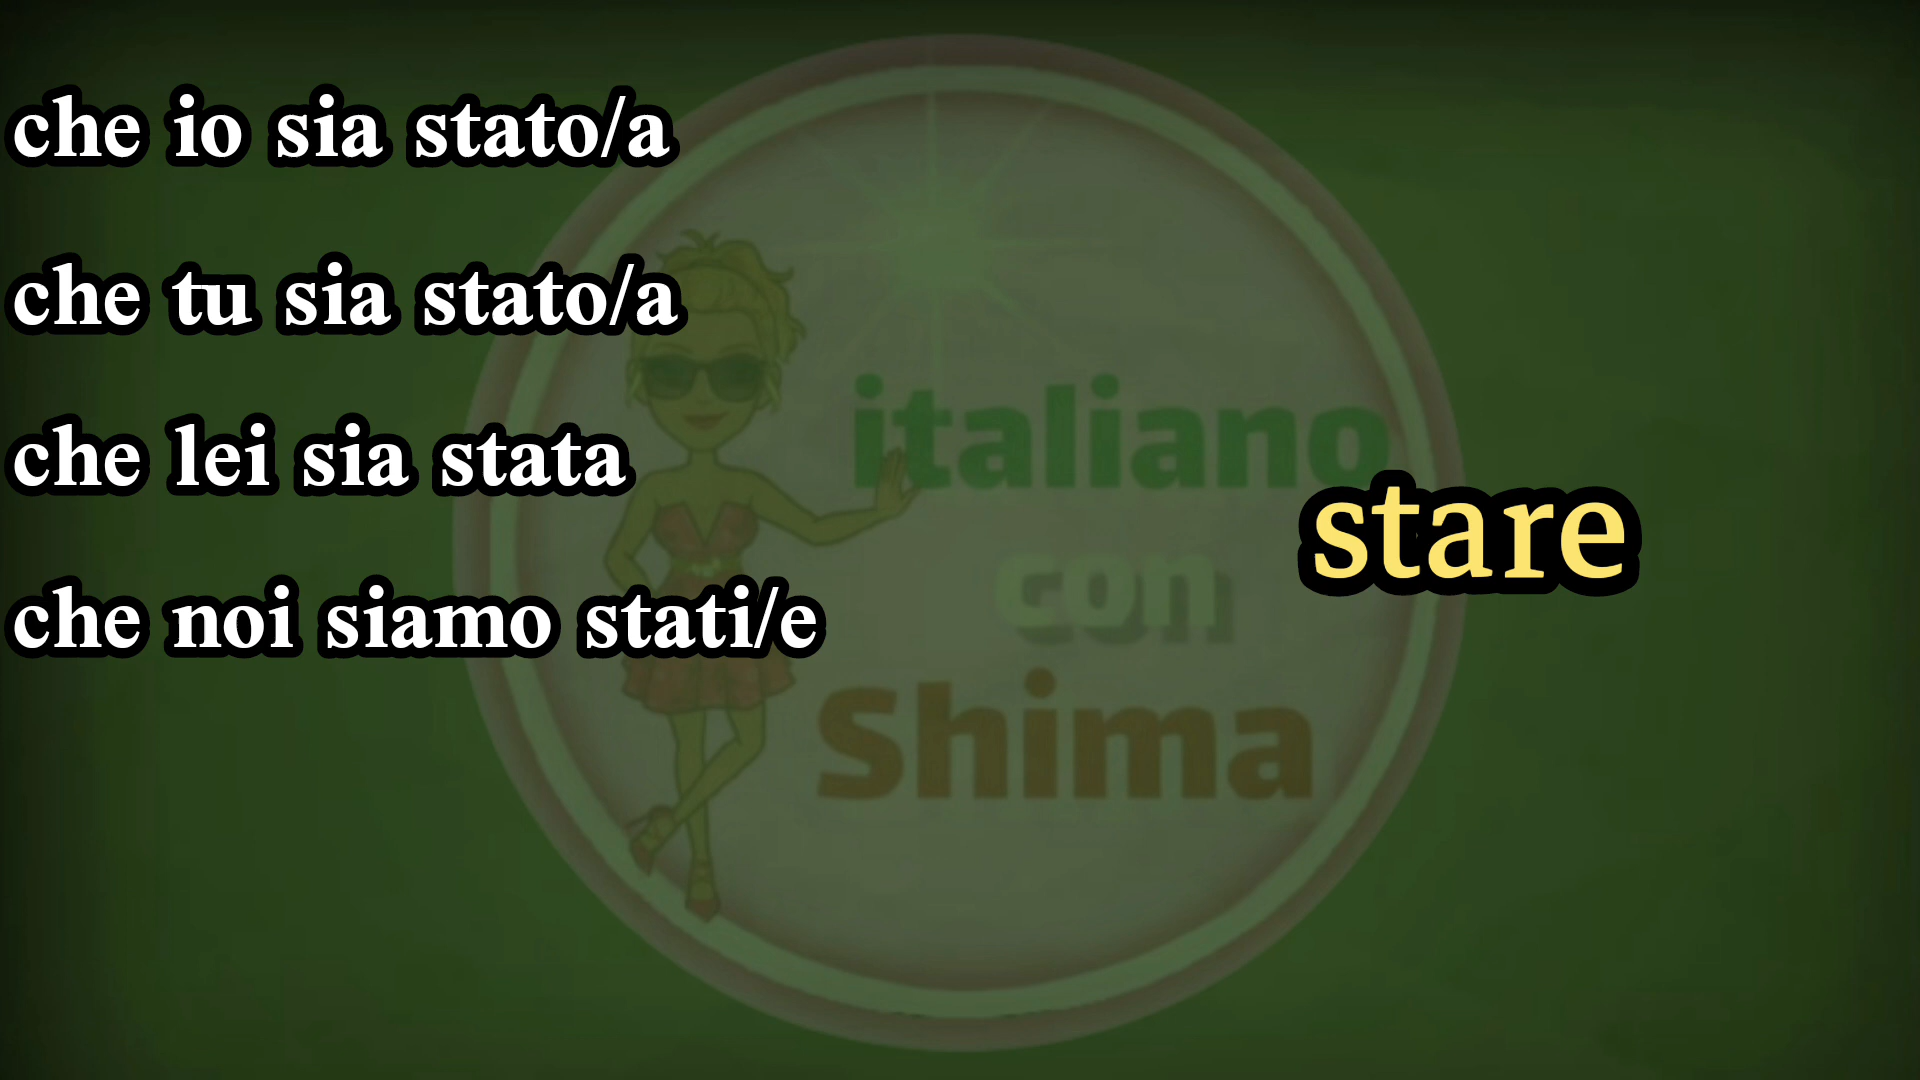 che io sia stato/a
che tu sia stato/a
che lei sia stata
che noi siamo stati/e
stare
italiano
con
Shima